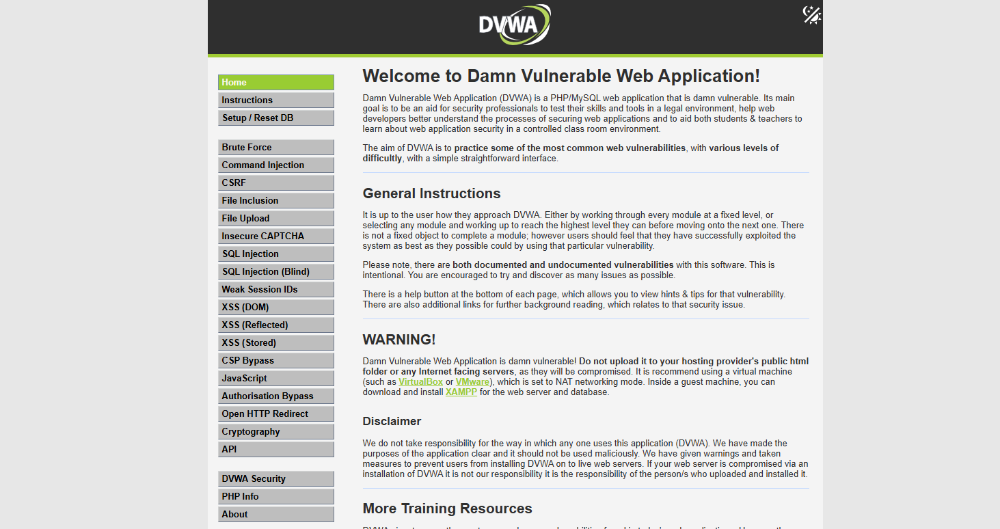 DVWA
Home
Instructions
Setup / Reset DB
Brute Force
Command Injection
CSRF
File Inclusion
File Upload
Insecure CAPTCHA
SQL Injection
SQL Injection (Blind)
Weak Session IDs
XSS (DOM)
XSS (Reflected)
XSS (Stored)
CSP Bypass
JavaScript
Authorisation Bypass
Open HTTP Redirect
Cryptography
API
DVWA Security
PHP Info
About
Welcome to Damn Vulnerable Web Application!
Damn Vulnerable Web Application (DVWA) is a PHP/MySQL web application that is damn vulnerable. Its main
goal is to be an aid for security professionals to test their skills and tools in a legal environment, help web
developers better understand the processes of securing web applications and to aid both students & teachers to
learn about web application security in a controlled class room environment.
The aim of DVWA is to practice some of the most common web vulnerabilities, with various levels of
difficultly, with a simple straightforward interface.
General Instructions
It is up to the user how they approach DVWA. Either by working through every module at a fixed level, or
selecting any module and working up to reach the highest level they can before moving onto the next one. There
is not a fixed object to complete a module; however users should feel that they have successfully exploited the
system as best as they possible could by using that particular vulnerability.
Please note, there are both documented and undocumented vulnerabilities with this software. This is
intentional. You are encouraged to try and discover as many issues as possible.
There is a help button at the bottom of each page, which allows you to view hints & tips for that vulnerability.
There are also additional links for further background reading, which relates to that security issue.
WARNING!
Damn Vulnerable Web Application is damn vulnerable! Do not upload it to your hosting provider's public html
folder or any Internet facing servers, as they will be compromised. It is recommend using a virtual machine
(such as VirtualBox or VMware), which is set to NAT networking mode. Inside a guest machine, you can
download and install XAMPP for the web server and database.
Disclaimer
We do not take responsibility for the way in which any one uses this application (DVWA). We have made the
purposes of the application clear and it should not be used maliciously. We have given warnings and taken
measures to prevent users from installing DVWA on to live web servers. If your web server is compromised via an
installation of DVWA it is not our responsibility it is the responsibility of the person/s who uploaded and installed it.
More Training Resources